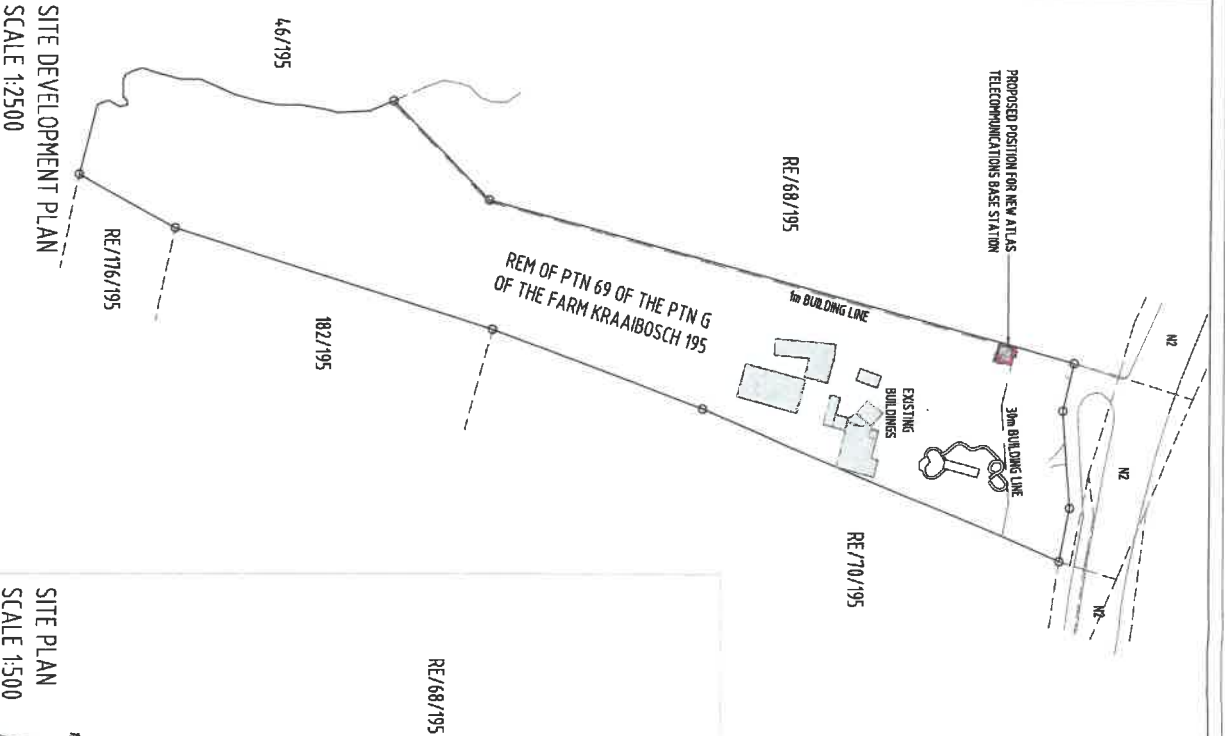 PROPOSED POSITION FOR NEW ATLAS
TELECOMMUNICATIONS BASE STATION
N2
N2
N2
RE/68/195
46/195
1m BUILDING LINE
30m BUILDING LINE
EXISTING
BUILDINGS
REM OF PTN 69 OF THE PTN G
OF THE FARM KRAAIBOSCH 195
RE/70/195
182/195
RE/176/195
SITE DEVELOPMENT PLAN
SCALE 1:2500
RE/68/195
SITE PLAN
SCALE 1:500